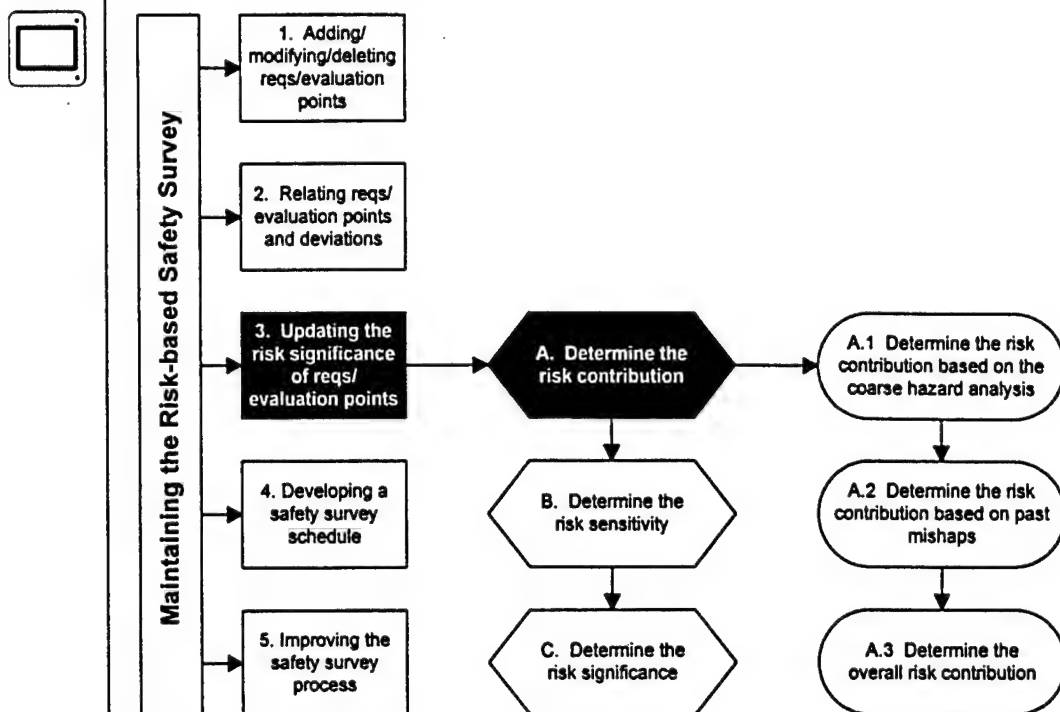 Maintaining the Risk-based Safety Survey
1. Adding/
modifying/deleting
reqs/evaluation
points
2. Relating reqs/
evaluation points
and deviations
3. Updating the
risk significance
of reqs/
evaluation points
4. Developing a
safety survey
schedule
5. Improving the
safety survey
process
A. Determine the
risk contribution
B. Determine the
risk sensitivity
C. Determine the
risk significance
A.1 Determine the risk
contribution based on the
coarse hazard analysis
A.2 Determine the risk
contribution based on past
mishaps
A.3 Determine the
overall risk contribution